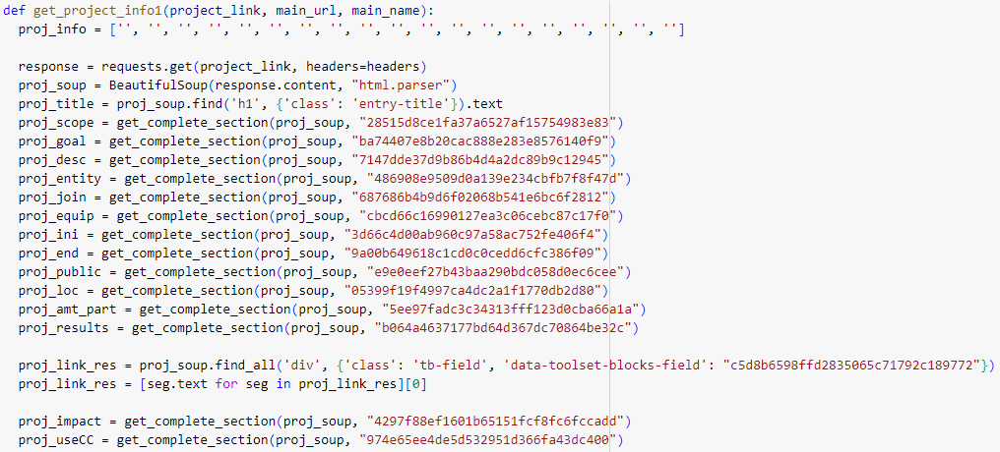 def get_project_info1(project_link, main_url, main_name):
proj_info = ['', '', '', '', '', '', '', '', '', '', '', '', '', '', '', '', '', '', '']
response = requests.get(project_link, headers=headers)
proj_soup = BeautifulSoup(response.content, "html.parser")
proj_title = proj_soup.find('h1', {'class': 'entry-title'}).text
proj_scope = get_complete_section(proj_soup, "28515d8ce1fa37a6527af15754983e83")
proj_goal = get_complete_section(proj_soup, "ba74407e8b20cac888e283e8576140f9")
proj_desc = get_complete_section(proj_soup, "7147dde37d9b86b4d4a2dc89b9c12945")
proj_entity = get_complete_section(proj_soup, "486908e9509d0a139e234cbfb7f8f47d")
proj_join = get_complete_section(proj_soup, "687686b4b9d6f02068b541e6bc6f2812")
proj_equip = get_complete_section(proj_soup, "cbcd66c16990127ea3c06cebc87c17f0")
proj_ini = get_complete_section(proj_soup, "3d66c4d00ab960c97a58ac752fe406f4")
proj_end = get_complete_section(proj_soup, "9a00b649618c1cd0c0cedd6cfc386f09")
proj_public = get_complete_section(proj_soup, "e9e0eef27b43baa290bdc058d0ec6cee")
proj_loc = get_complete_section(proj_soup, "05399f19f4997ca4dc2a1f1770db2d80")
proj_amt_part = get_complete_section(proj_soup, "5ee97fadc3c34313fff123d0cba66a1a")
proj_results = get_complete_section(proj_soup, "b064a4637177bd64d367dc70864be32c")
proj_link_res = proj_soup.find_all('div', {'class': 'tb-field', 'data-toolset-blocks-field': "c5d8b6598ffd2835065c71792c189772"})
proj_link_res = [seg.text for seg in proj_link_res][0]
proj_impact = get_complete_section(proj_soup, "4297f88ef1601b65151fcf8fc6fccadd")
proj_useCC = get_complete_section(proj_soup, "974e65ee4de5d532951d366fa43dc400")